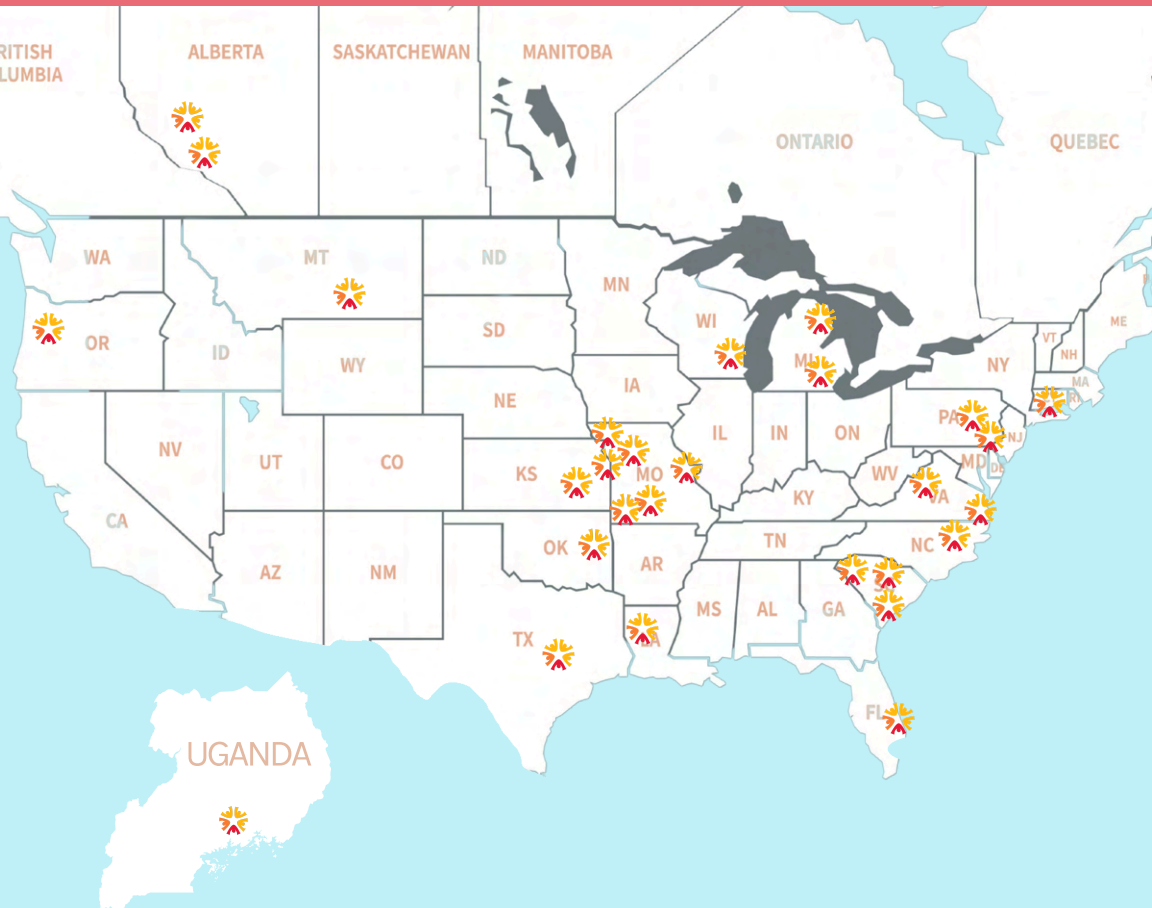 RITISH
LUMBIA
ALBERTA
SASKATCHEWAN
MANITOBA
ONTARIO
QUEBEC
WA
MT
ND
MN
OR
ID
WY
SD
WI
MI
NY
VT
NH
ME
MA
RI
NE
IA
PA
NJ
NV
UT
CO
KS
MO
IL
IN
ON
WV
MD
DE
VA
KY
CA
AZ
NM
OK
AR
TN
NC
SC
TX
LA
MS
AL
GA
FL
UGANDA